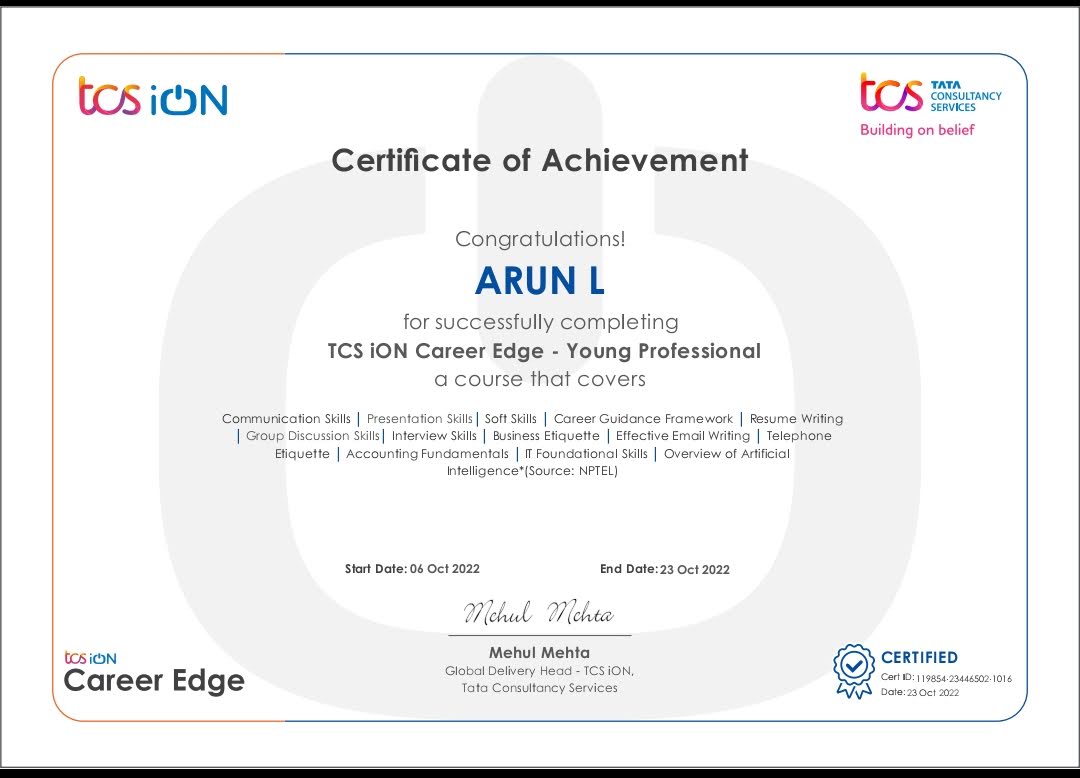 tcs iON
tcs TATA
CONSULTANCY
SERVICES
Building on belief
Certificate of Achievement
Congratulations!
ARUN L
for successfully completing
TCS iON Career Edge - Young Professional
a course that covers
Communication Skills | Presentation Skills | Soft Skills | Career Guidance Framework | Resume Writing
| Group Discussion Skills | Interview Skills | Business Etiquette | Effective Email Writing | Telephone
Etiquette | Accounting Fundamentals | IT Foundational Skills | Overview of Artificial
Intelligence*(Source: NPTEL)
Start Date: 06 Oct 2022 End Date: 23 Oct 2022
Mehul Mehta
Mehul Mehta
Global Delivery Head - TCS iON,
Tata Consultancy Services
tcs iON
Career Edge
CERTIFIED
Cert ID: 119854-23446502-1016
Date: 23 Oct 2022